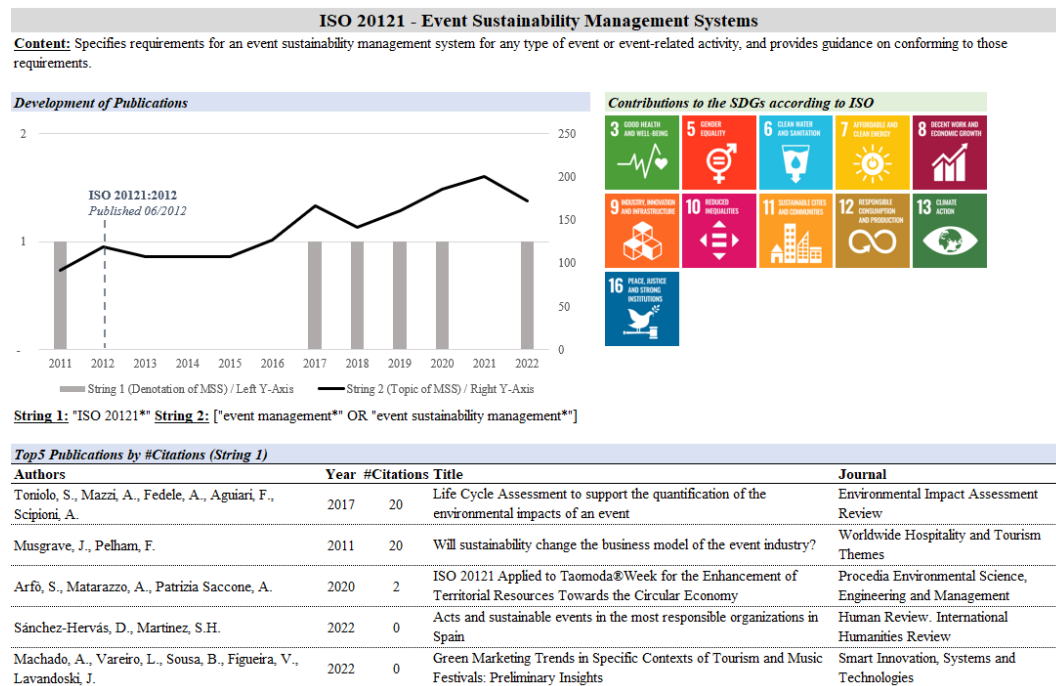 ISO 20121 - Event Sustainability Management Systems
Content: Specifies requirements for an event sustainability management system for any type of event or event-related activity, and provides guidance on conforming to those
requirements.
Development of Publications
2
1
-
250
200
150
100
50
0
ISO 20121:2012
Published 06/2012
2011 2012 2013 2014 2015 2016 2017 2018 2019 2020 2021 2022
String 1 (Denotation of MSS) / Left Y-Axis String 2 (Topic of MSS) / Right Y-Axis
String 1: "ISO 20121*" String 2: ["event management*" OR "event sustainability management*"]
Contributions to the SDGs according to ISO
3 GOOD HEALTH
AND WELL-BEING
5 GENDER
EQUALITY
6 CLEAN WATER
AND SANITATION
7 AFFORDABLE AND
CLEAN ENERGY
8 DECENT WORK AND
ECONOMIC GROWTH
9 INDUSTRY, INNOVATION
AND INFRASTRUCTURE
10 REDUCED
INEQUALITIES
11 SUSTAINABLE CITIES
AND COMMUNITIES
12 RESPONSIBLE
CONSUMPTION
AND PRODUCTION
13 CLIMATE
ACTION
16 PEACE, JUSTICE
AND STRONG
INSTITUTIONS
Top5 Publications by #Citations (String 1)
Authors Year #Citations Title Journal
Toniolo, S., Mazzi, A., Fedele, A., Aguiari, F.,
Scipioni, A.
2017 20
Life Cycle Assessment to support the quantification of the
environmental impacts of an event
Environmental Impact Assessment
Review
Musgrave, J., Pelham, F.
2011 20
Will sustainability change the business model of the event industry?
Worldwide Hospitality and Tourism
Themes
Arfò, S., Matarazzo, A., Patrizia Saccone, A.
2020 2
ISO 20121 Applied to Taomoda®Week for the Enhancement of
Territorial Resources Towards the Circular Economy
Procedia Environmental Science,
Engineering and Management
Sánchez-Hervás, D., Martínez, S.H.
2022 0
Acts and sustainable events in the most responsible organizations in
Spain
Human Review. International
Humanities Review
Machado, A., Vareiro, L., Sousa, B., Figueira, V.,
Lavandoski, J.
2022 0
Green Marketing Trends in Specific Contexts of Tourism and Music
Festivals: Preliminary Insights
Smart Innovation, Systems and
Technologies